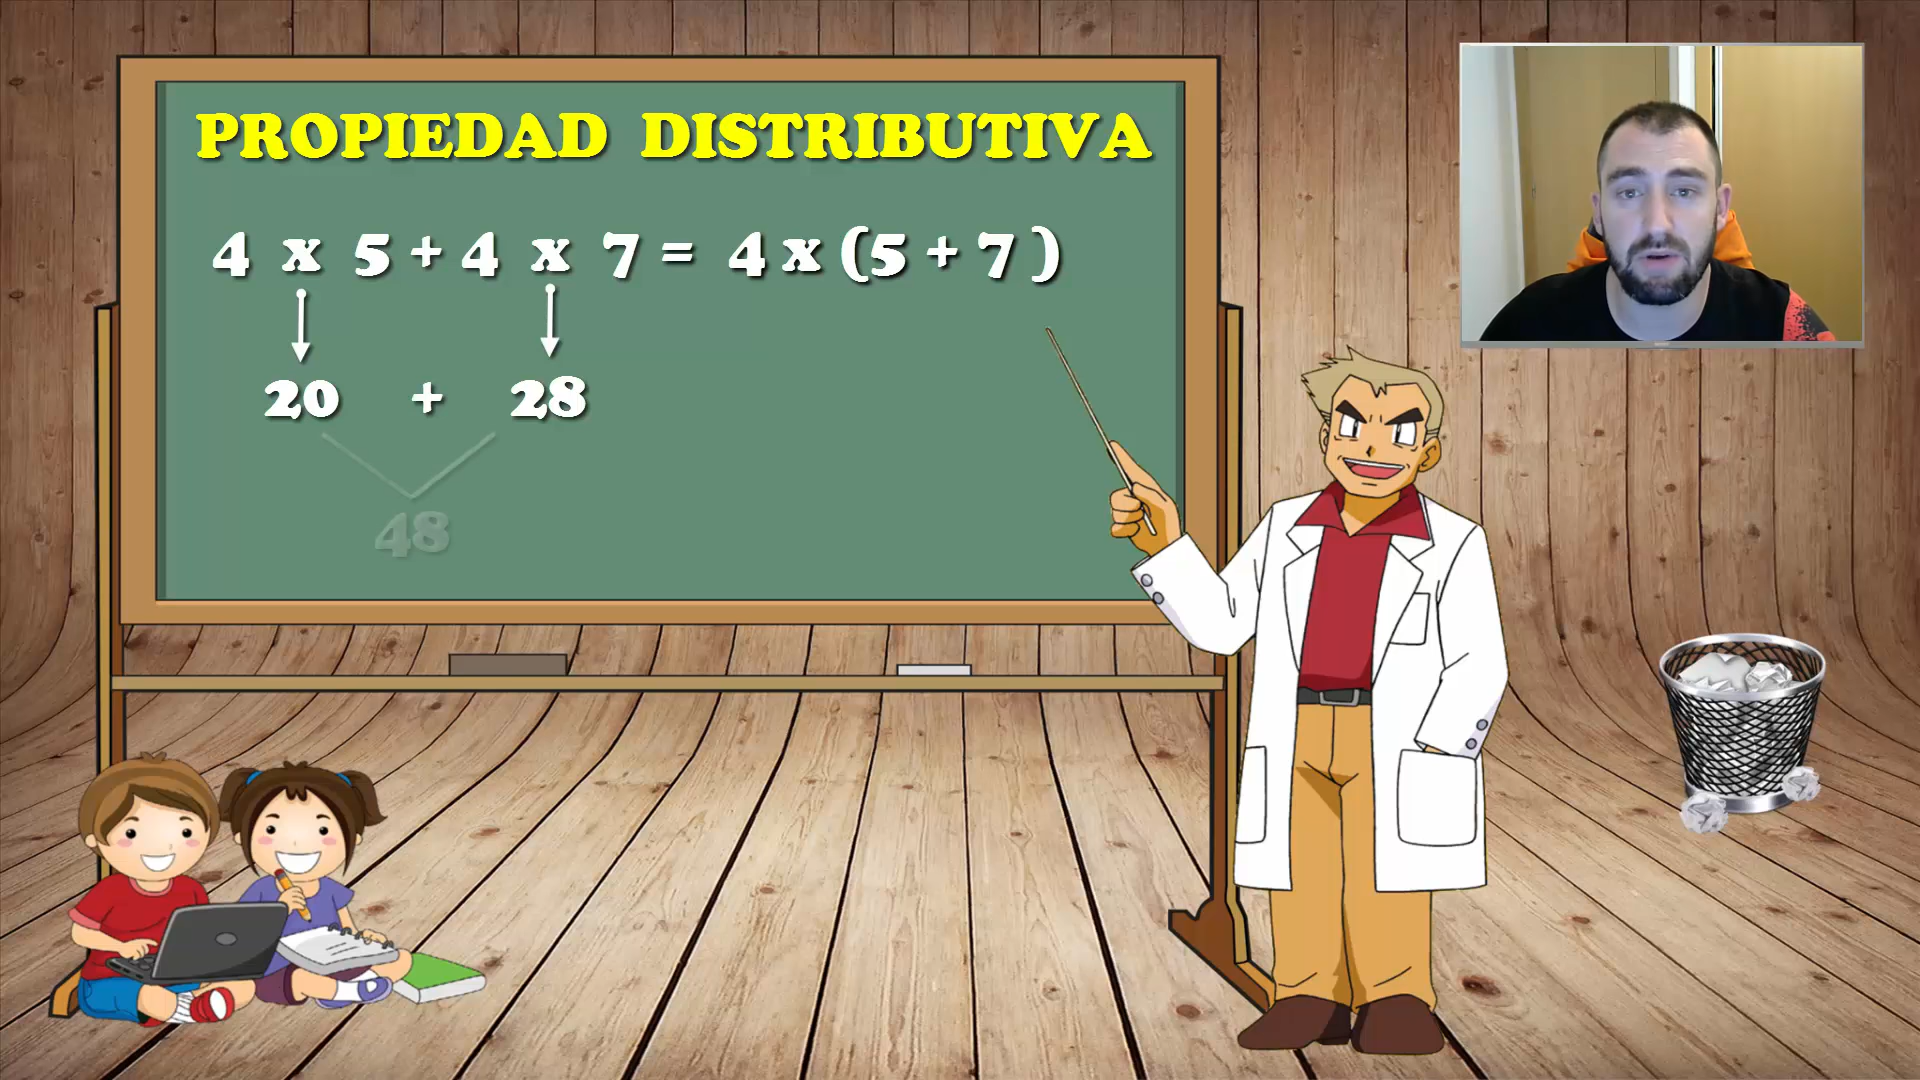 PROPIEDAD DISTRIBUTIVA
4 x 5 + 4 x 7 = 4 x (5 + 7 )
20 + 28
48